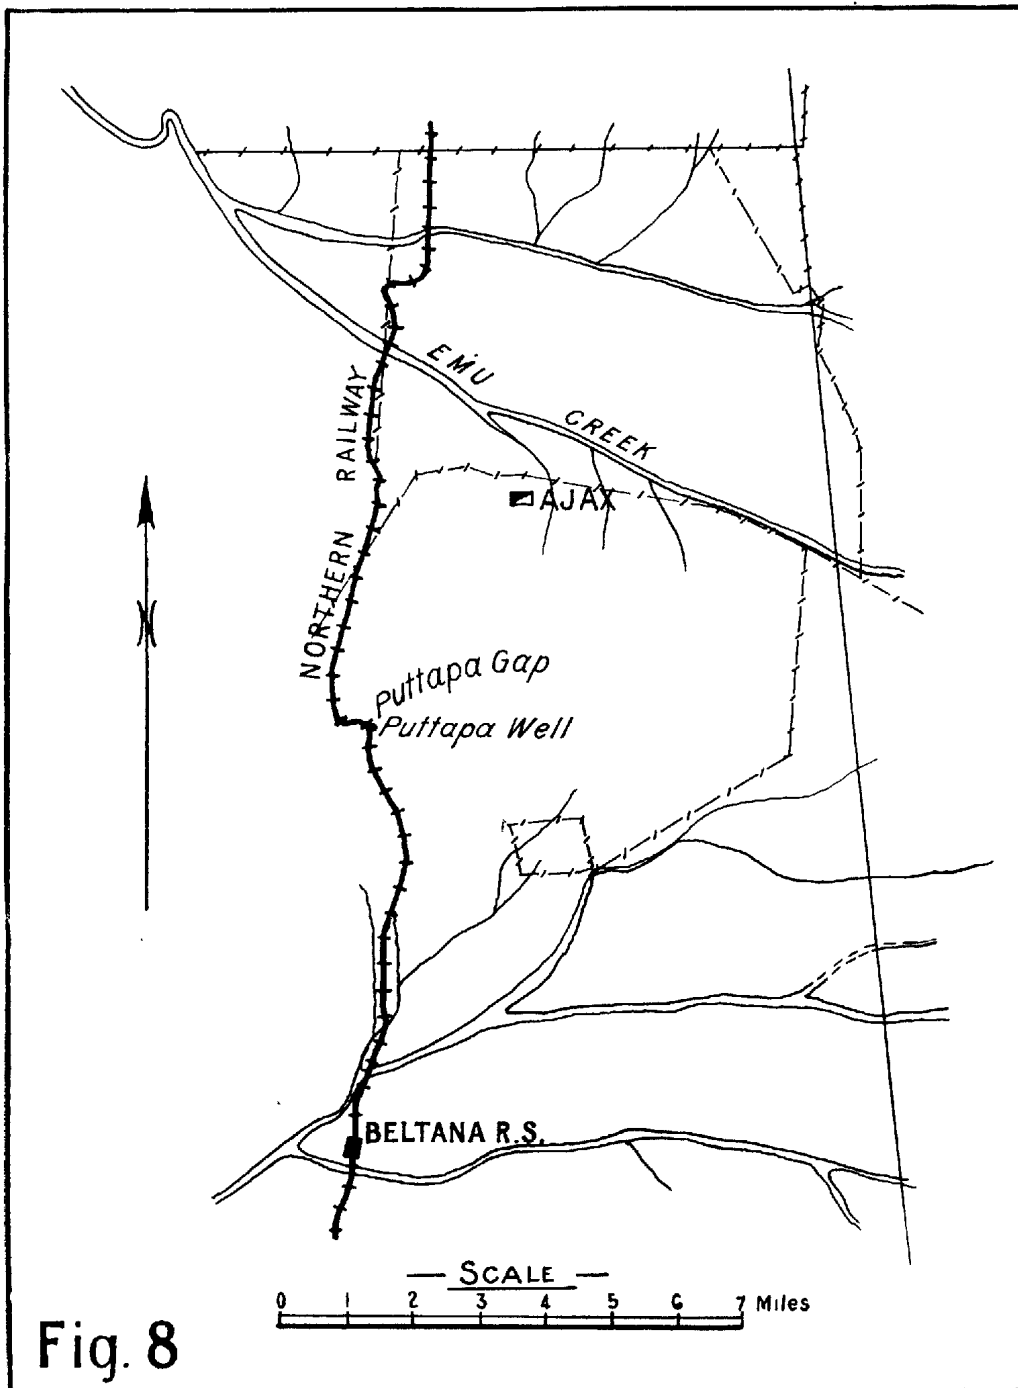 EMU
CREEK
NORTHERN RAILWAY
AJAX
Puttapa Gap
Puttapa Well
BELTANA R.S.
— SCALE —
0 1 2 3 4 5 6 7 Miles
Fig. 8